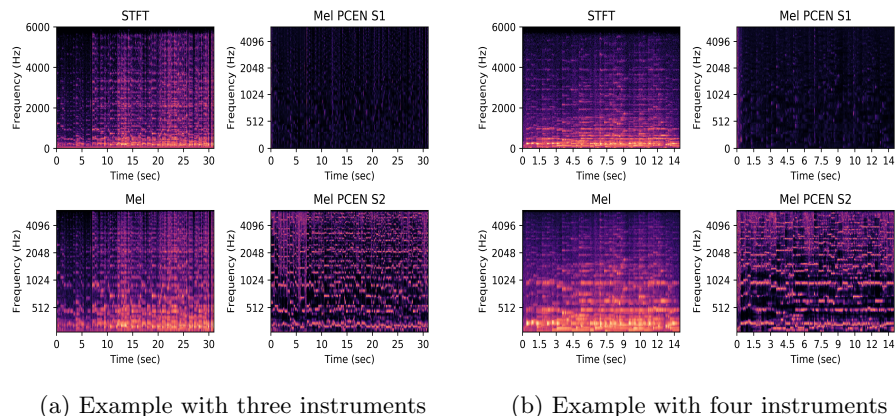 STFT
Mel PCEN S1
STFT
Mel PCEN S1
Frequency (Hz)
6000
4000
2000
0
0 5 10 15 20 25 30
Time (sec)
Frequency (Hz)
4096
2048
1024
512
0
0 5 10 15 20 25 30
Time (sec)
Frequency (Hz)
6000
4000
2000
0
0 1.5 3 4.5 6 7.5 9 10 12 14
Time (sec)
Frequency (Hz)
4096
2048
1024
512
0
0 1.5 3 4.5 6 7.5 9 10 12 14
Time (sec)
Mel
Mel PCEN S2
Mel
Mel PCEN S2
Frequency (Hz)
4096
2048
1024
512
0 5 10 15 20 25 30
Time (sec)
Frequency (Hz)
4096
2048
1024
512
0 5 10 15 20 25 30
Time (sec)
Frequency (Hz)
4096
2048
1024
512
0 1.5 3 4.5 6 7.5 9 10 12 14
Time (sec)
Frequency (Hz)
4096
2048
1024
512
0 1.5 3 4.5 6 7.5 9 10 12 14
Time (sec)
(a) Example with three instruments
(b) Example with four instruments